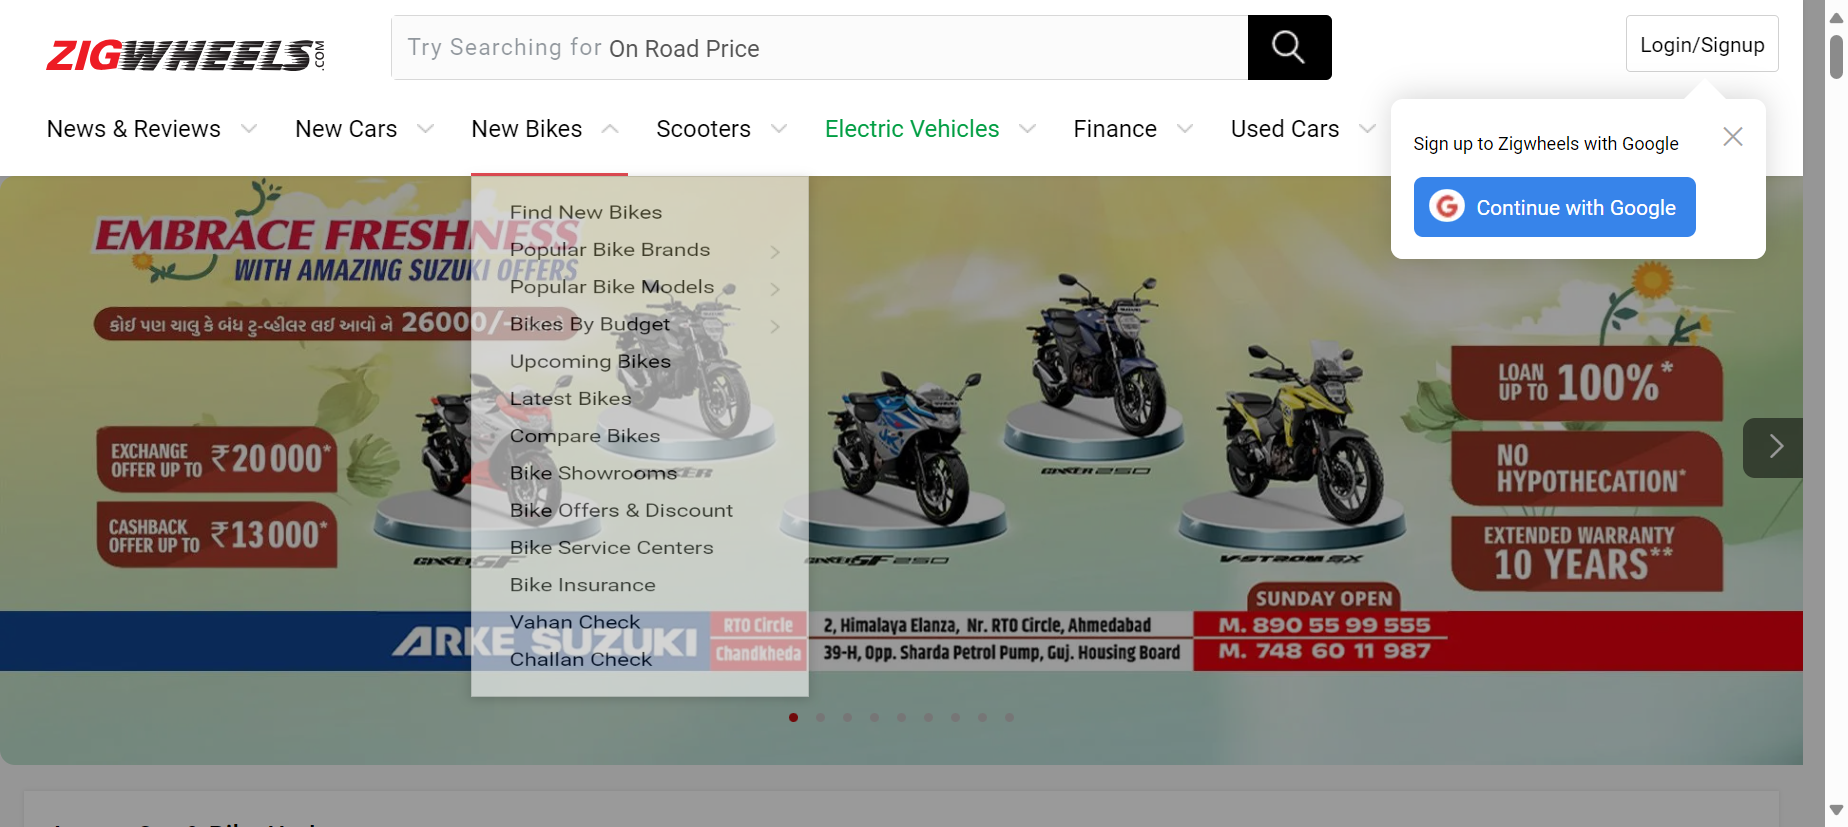 ZIGWHEELS.COM
Try Searching for On Road Price
Login/Signup
News & Reviews
New Cars
New Bikes
Scooters
Electric Vehicles
Finance
Used Cars
Sign up to Zigwheels with Google
G Continue with Google
Find New Bikes
Popular Bike Brands
Popular Bike Models
Bikes By Budget
Upcoming Bikes
Latest Bikes
Compare Bikes
Bike Showrooms
Bike Offers & Discount
Bike Service Centers
Bike Insurance
Vahan Check
Challan Check
EMBRACE FRESHNESS
WITH AMAZING SUZUKI OFFERS
કોઈ પણ ચાલુ કે બંધ ટુ-વ્હીલર લઈ આવો ને 26000/-
EXCHANGE
OFFER UP TO ₹20000*
CASHBACK
OFFER UP TO ₹13000*
GIXXER SF
GIXXER SF 250
GIXXER 250
V-STROM SX
LOAN
UP TO 100%*
NO
HYPOTHECATION*
EXTENDED WARRANTY
10 YEARS**
SUNDAY OPEN
ARKE SUZUKI
RTO Circle
Chandkheda
2, Himalaya Elanza, Nr. RTO Circle, Ahmedabad
39-H, Opp. Sharda Petrol Pump, Guj. Housing Board
M. 890 55 99 555
M. 748 60 11 987